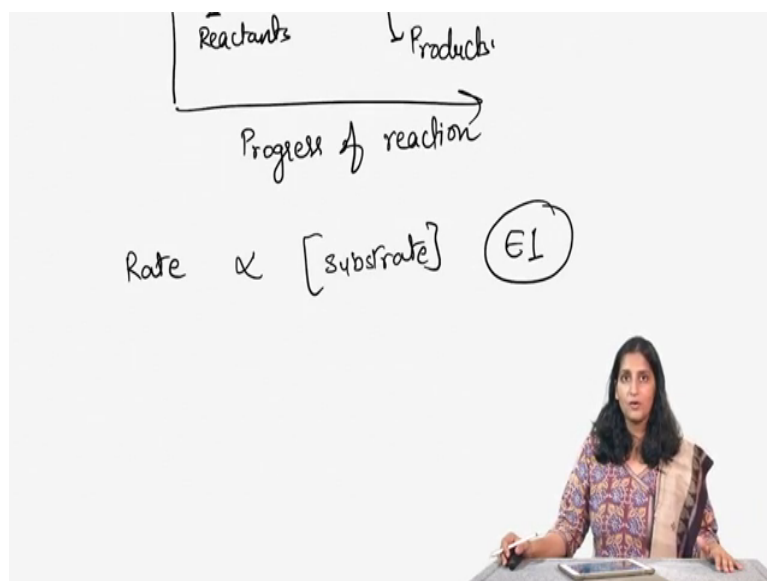 Reactants
Products
Progress of reaction
Rate ∝ [substrate] E1